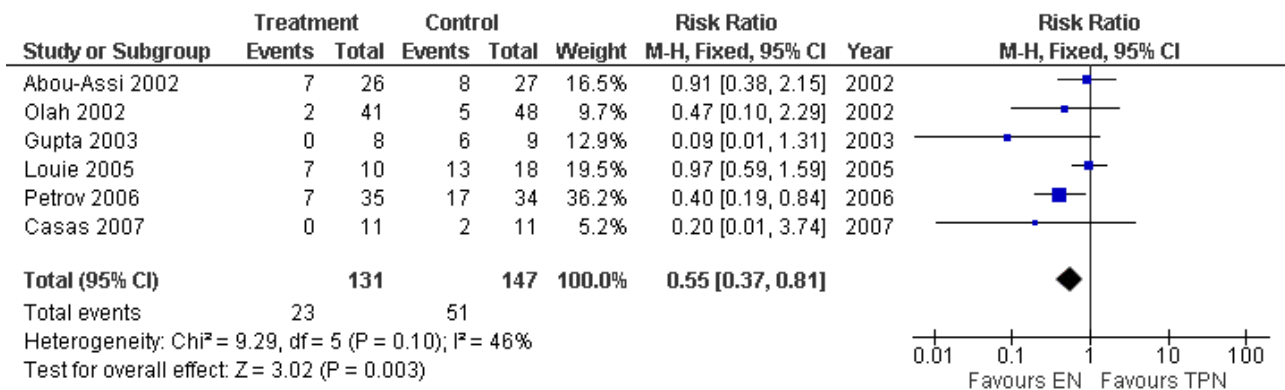 Treatment Control Risk Ratio Risk Ratio
Study or Subgroup Events Total Events Total Weight M-H, Fixed, 95% CI Year M-H, Fixed, 95% CI
Abou-Assi 2002 7 26 8 27 16.5% 0.91 [0.38, 2.15] 2002
Olah 2002 2 41 5 48 9.7% 0.47 [0.10, 2.29] 2002
Gupta 2003 0 8 6 9 12.9% 0.09 [0.01, 1.31] 2003
Louie 2005 7 10 13 18 19.5% 0.97 [0.59, 1.59] 2005
Petrov 2006 7 35 17 34 36.2% 0.40 [0.19, 0.84] 2006
Casas 2007 0 11 2 11 5.2% 0.20 [0.01, 3.74] 2007
Total (95% CI) 131 147 100.0% 0.55 [0.37, 0.81]
Total events 23 51
Heterogeneity: Chi² = 9.29, df = 5 (P = 0.10); I² = 46%
Test for overall effect: Z = 3.02 (P = 0.003)
0.01 0.1 1 10 100
Favours EN Favours TPN